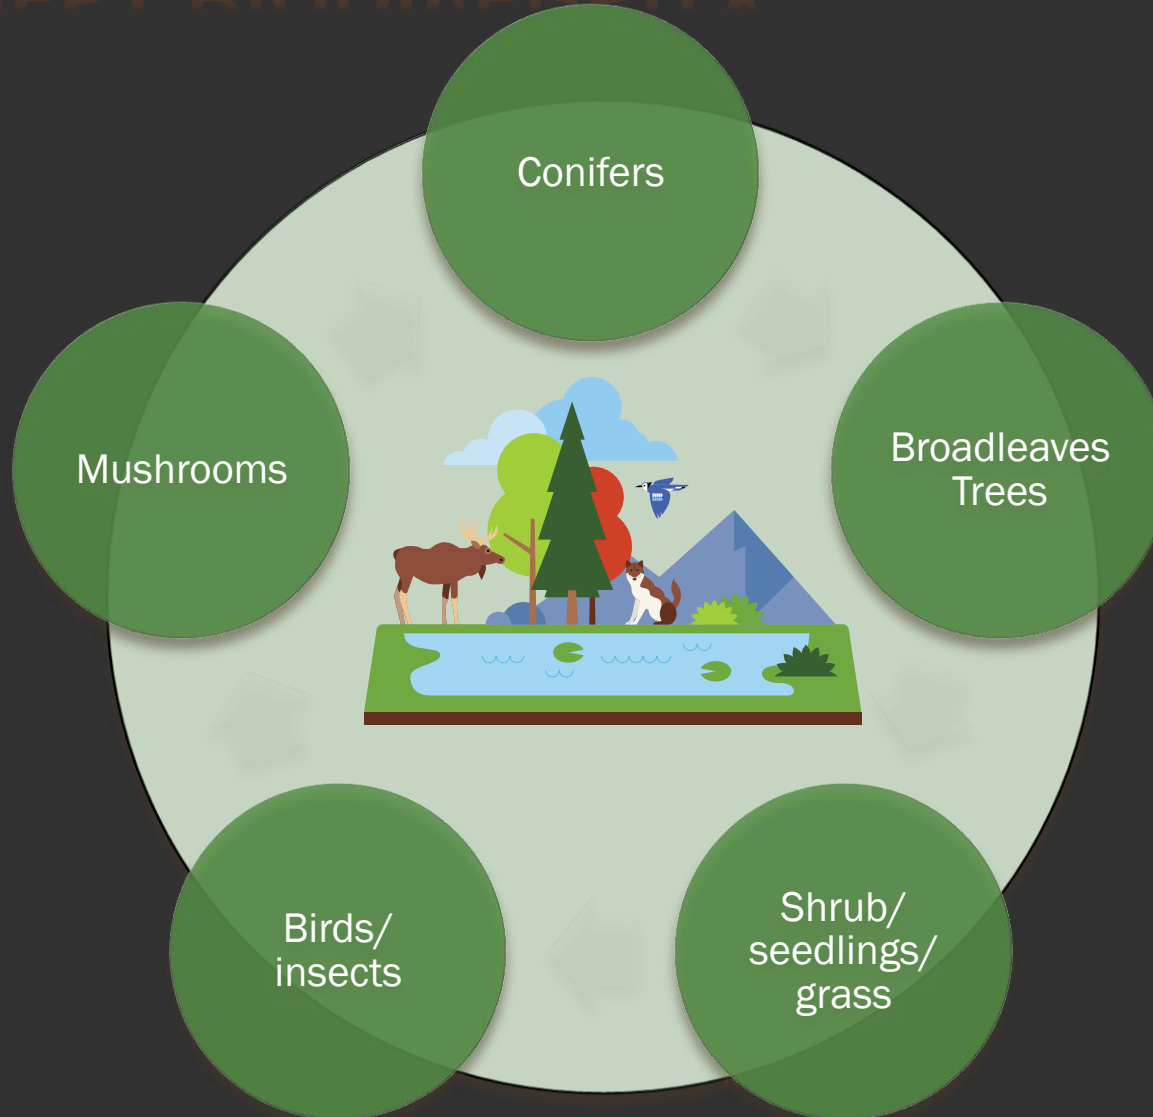 Conifers
Broadleaves
Trees
Shrub/
seedlings/
grass
Birds/
insects
Mushrooms